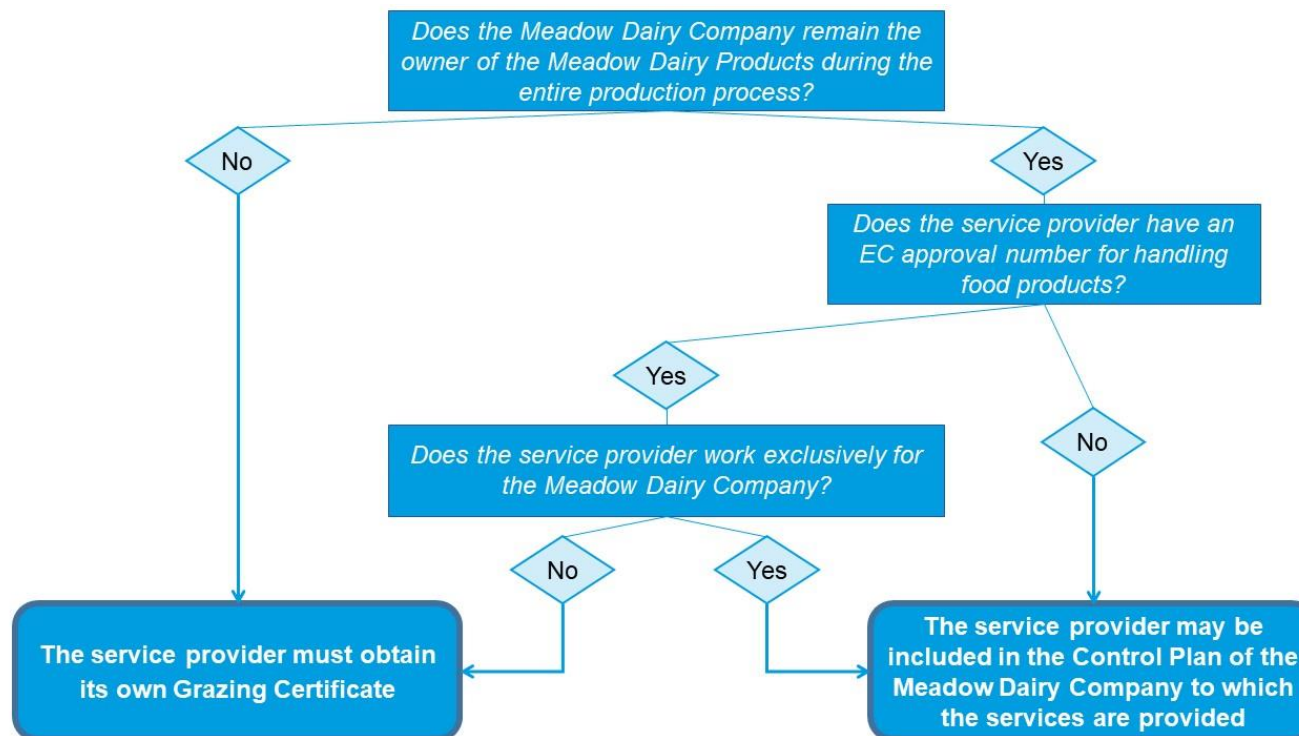 Does the Meadow Dairy Company remain the
owner of the Meadow Dairy Products during the
entire production process?
No
Yes
Does the service provider have an
EC approval number for handling
food products?
Yes
No
Does the service provider work exclusively for
the Meadow Dairy Company?
No
Yes
The service provider must obtain
its own Grazing Certificate
The service provider may be
included in the Control Plan of the
Meadow Dairy Company to which
the services are provided